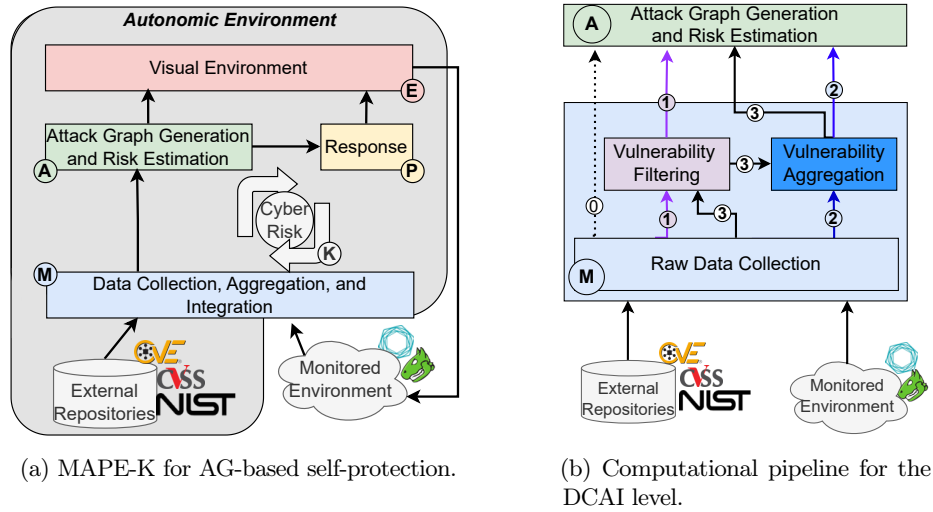 Autonomic Environment
Visual Environment
E
Attack Graph Generation
and Risk Estimation
A
Response
P
Cyber
Risk
K
M
Data Collection, Aggregation, and
Integration
External
Repositories
CVE
CVSS
NIST
Monitored
Environment
(a) MAPE-K for AG-based self-protection.
A
Attack Graph Generation
and Risk Estimation
1
3
2
Vulnerability
Filtering
3
Vulnerability
Aggregation
0
1
3
2
M
Raw Data Collection
External
Repositories
CVE
CVSS
NIST
Monitored
Environment
(b) Computational pipeline for the
DCAI level.